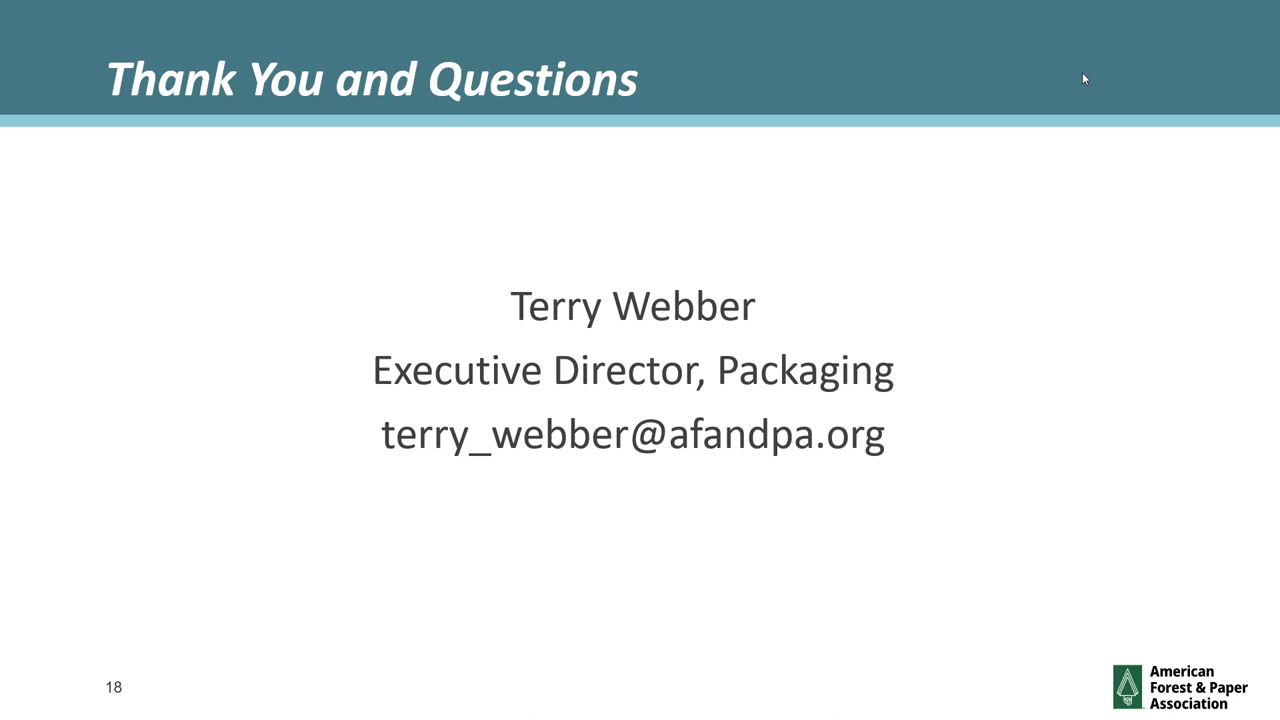 Thank You and Questions
Terry Webber
Executive Director, Packaging
terry_webber@afandpa.org
18
American
Forest & Paper
Association